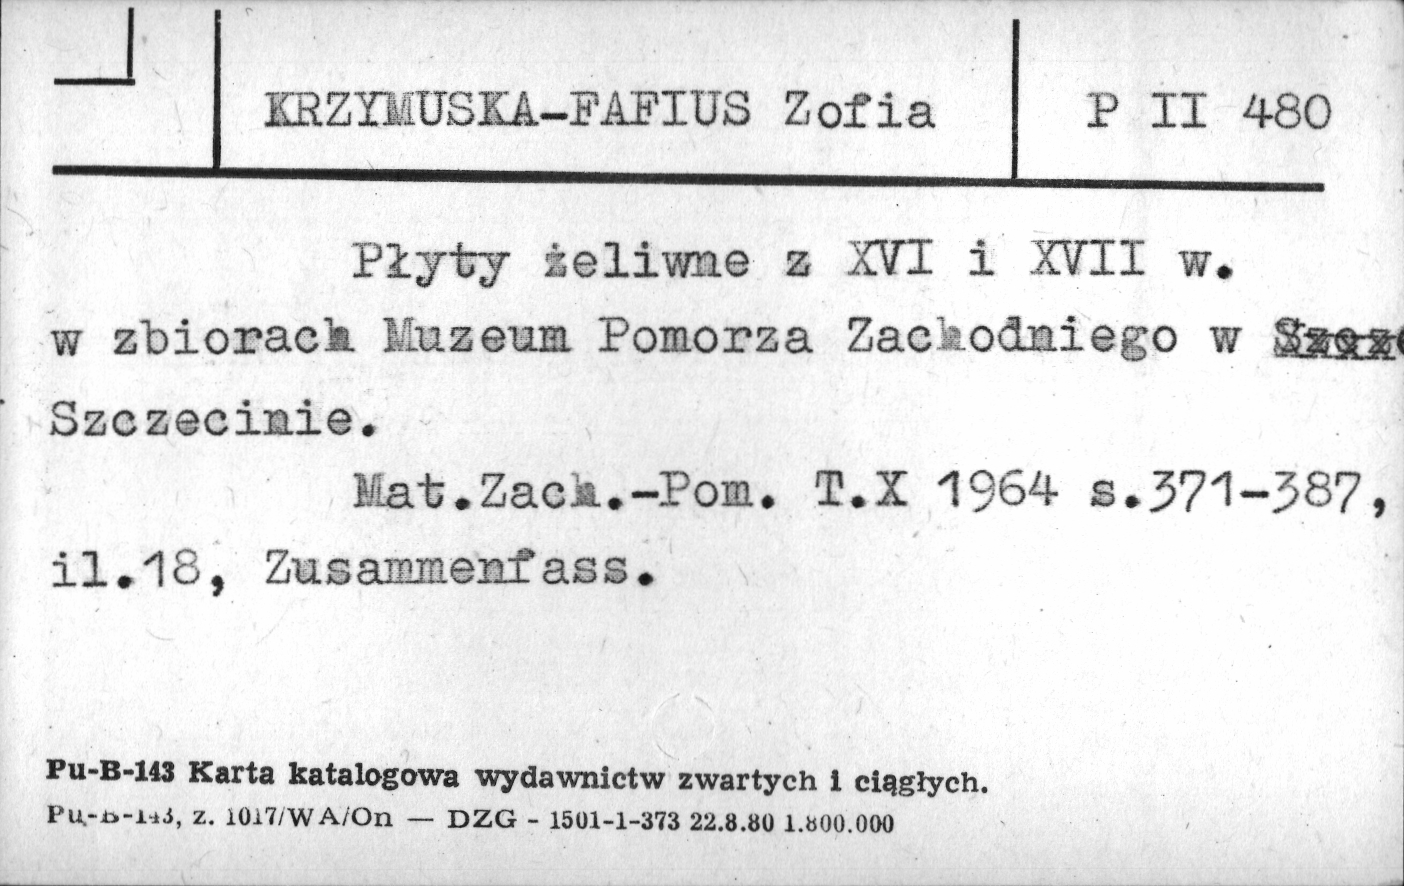 KRZYMUSKA-FAFIUS Zofia
P II 480
Płyty żeliwne z XVI i XVII w.
w zbiorach Muzeum Pomorza Zachodniego w
Szczecinie.
Mat.Zach.-Pom. T.X 1964 s.371-387,
il.18, Zusammenfass.
Pu-B-143 Karta katalogowa wydawnictw zwartych i ciągłych.
Pu-B-143, z. 1017/WA/On — DZG - 1501-1-373 22.8.80 1.800.000